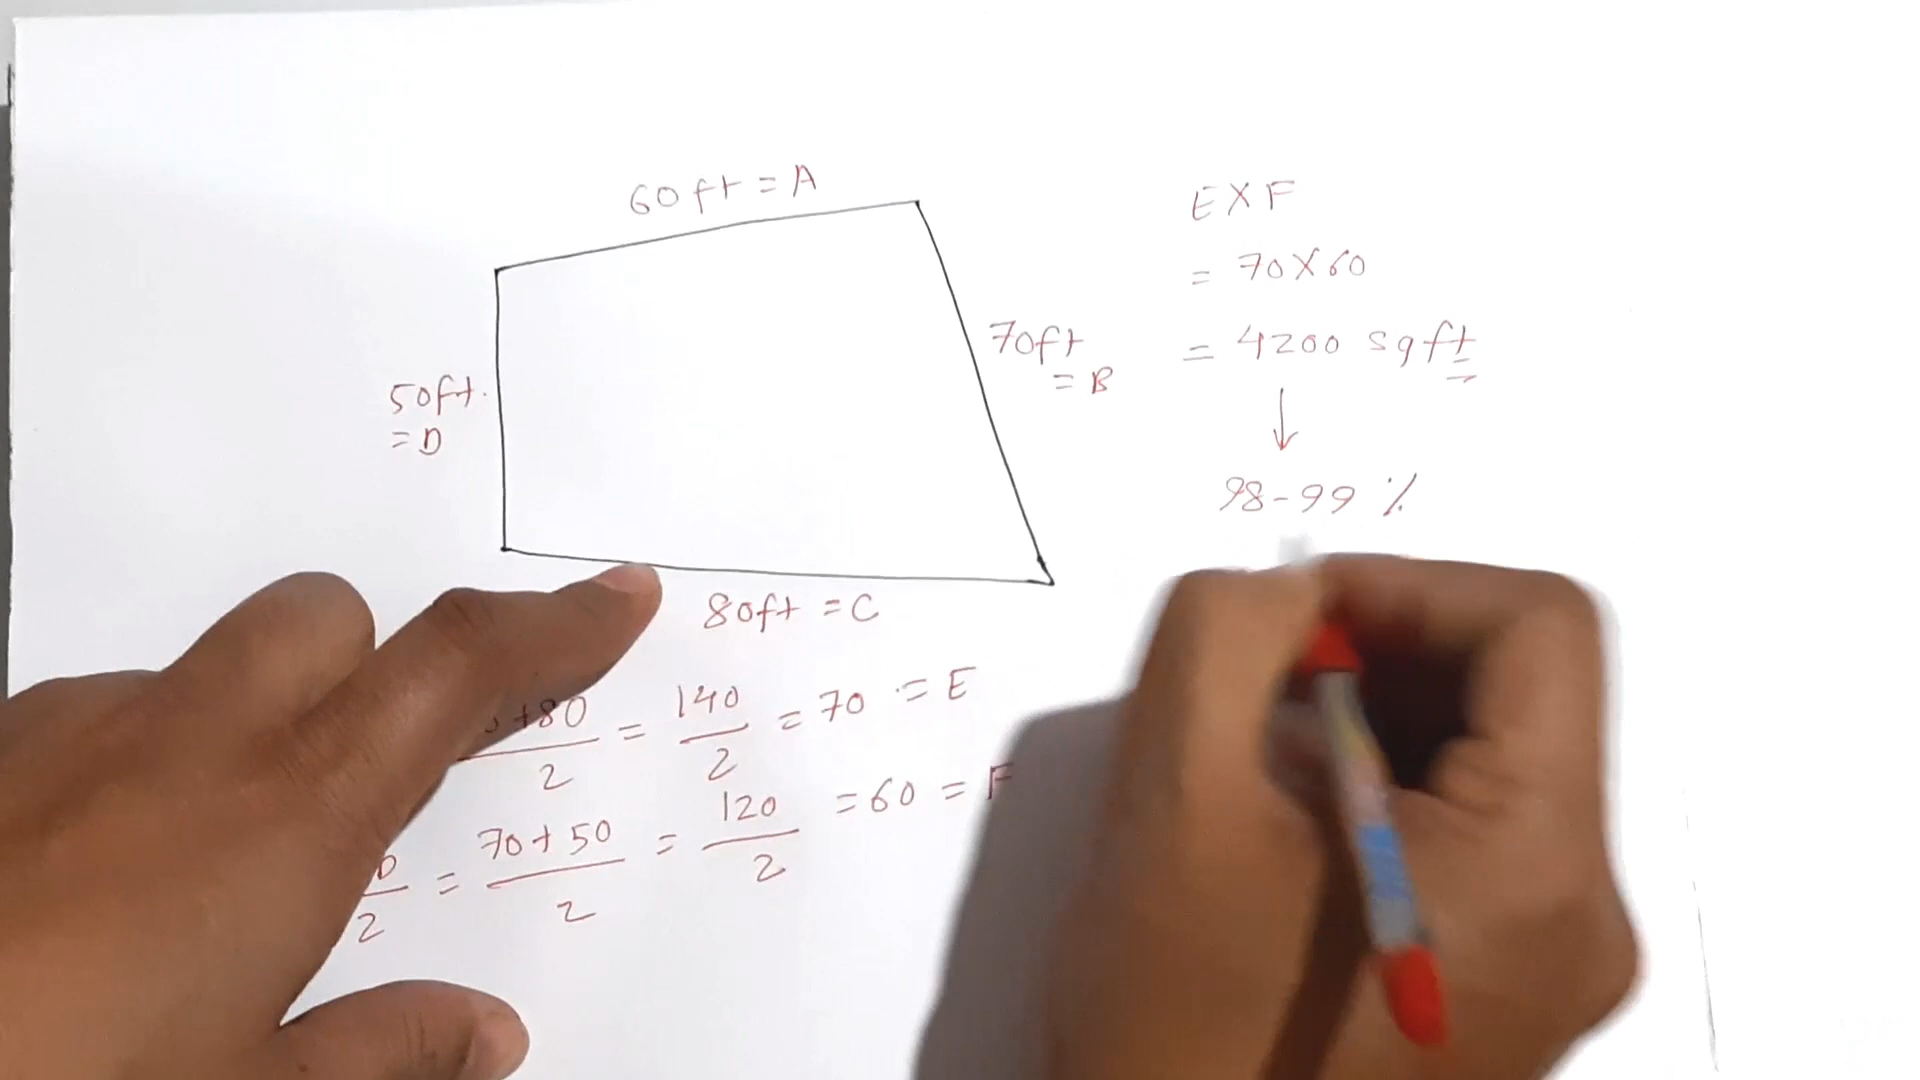 60ft = A
50ft.
= D
70ft
= B
80ft = C
+80/2 = 140/2 = 70 = E
D/2 = 70+50/2 = 120/2 = 60 = F
EXF
= 70X60
= 4200 sqft
↓
98-99 %